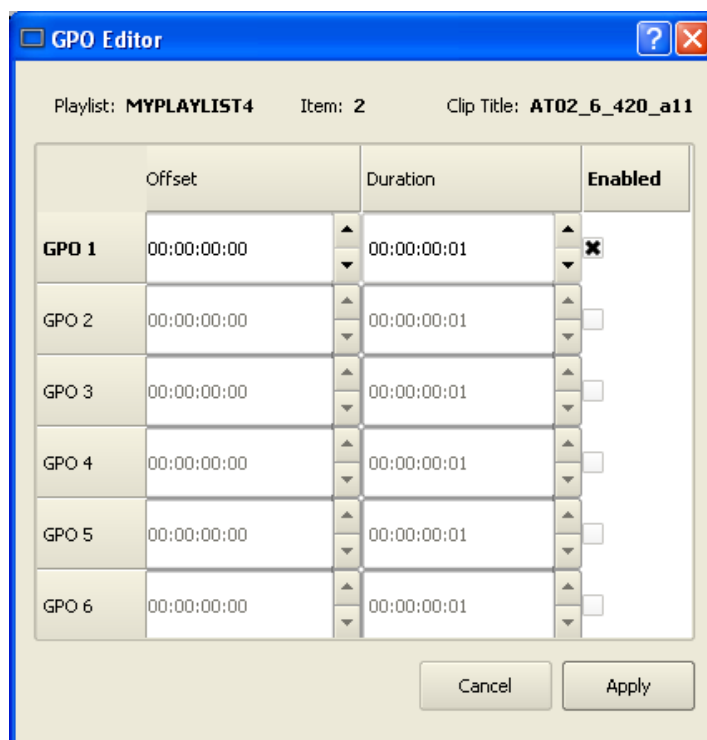 GPO Editor
Playlist: MYPLAYLIST4 Item: 2 Clip Title: AT02_6_420_a11
Offset Duration Enabled
GPO 1 00:00:00:00 00:00:00:01
GPO 2 00:00:00:00 00:00:00:01
GPO 3 00:00:00:00 00:00:00:01
GPO 4 00:00:00:00 00:00:00:01
GPO 5 00:00:00:00 00:00:00:01
GPO 6 00:00:00:00 00:00:00:01
Cancel Apply